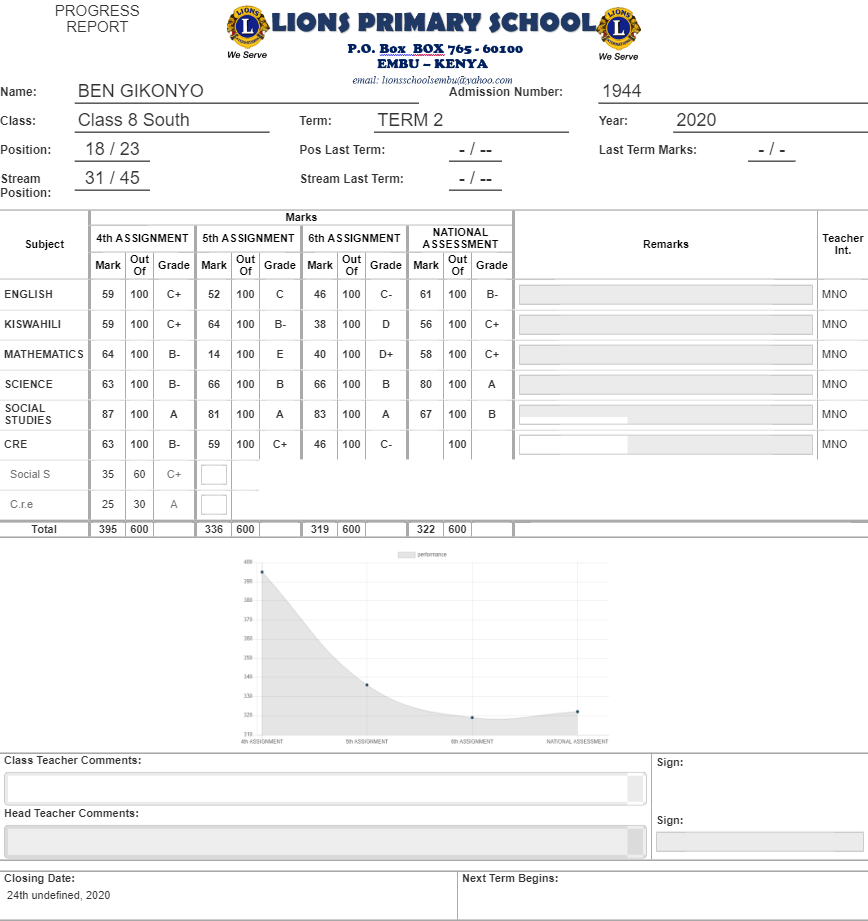 PROGRESS
REPORT
LIONS PRIMARY SCHOOL
P.O. Box BOX 765 - 60100
EMBU – KENYA
email: lionsschoolsembu@yahoo.com
L
We Serve
L
We Serve
Name: BEN GIKONYO Admission Number: 1944
Class: Class 8 South Term: TERM 2 Year: 2020
Position: 18 / 23 Pos Last Term: - / -- Last Term Marks: - / -
Stream Position: 31 / 45 Stream Last Term: - / --
Marks
Subject 4th ASSIGNMENT 5th ASSIGNMENT 6th ASSIGNMENT NATIONAL ASSESSMENT Remarks Teacher Int.
Mark Out Of Grade Mark Out Of Grade Mark Out Of Grade Mark Out Of Grade
ENGLISH 59 100 C+ 52 100 C 46 100 C- 61 100 B- MNO
KISWAHILI 59 100 C+ 64 100 B- 38 100 D 56 100 C+ MNO
MATHEMATICS 64 100 B- 14 100 E 40 100 D+ 58 100 C+ MNO
SCIENCE 63 100 B- 66 100 B 66 100 B 80 100 A MNO
SOCIAL STUDIES 87 100 A 81 100 A 83 100 A 67 100 B MNO
CRE 63 100 B- 59 100 C+ 46 100 C- 100 MNO
Social S 35 60 C+
C.r.e 25 30 A
Total 395 600 336 600 319 600 322 600
performance
400
390
380
370
360
350
340
330
320
310
4th ASSIGNMENT 5th ASSIGNMENT 6th ASSIGNMENT NATIONAL ASSESSMENT
Class Teacher Comments: Sign:
Head Teacher Comments: Sign:
Closing Date: Next Term Begins:
24th undefined, 2020